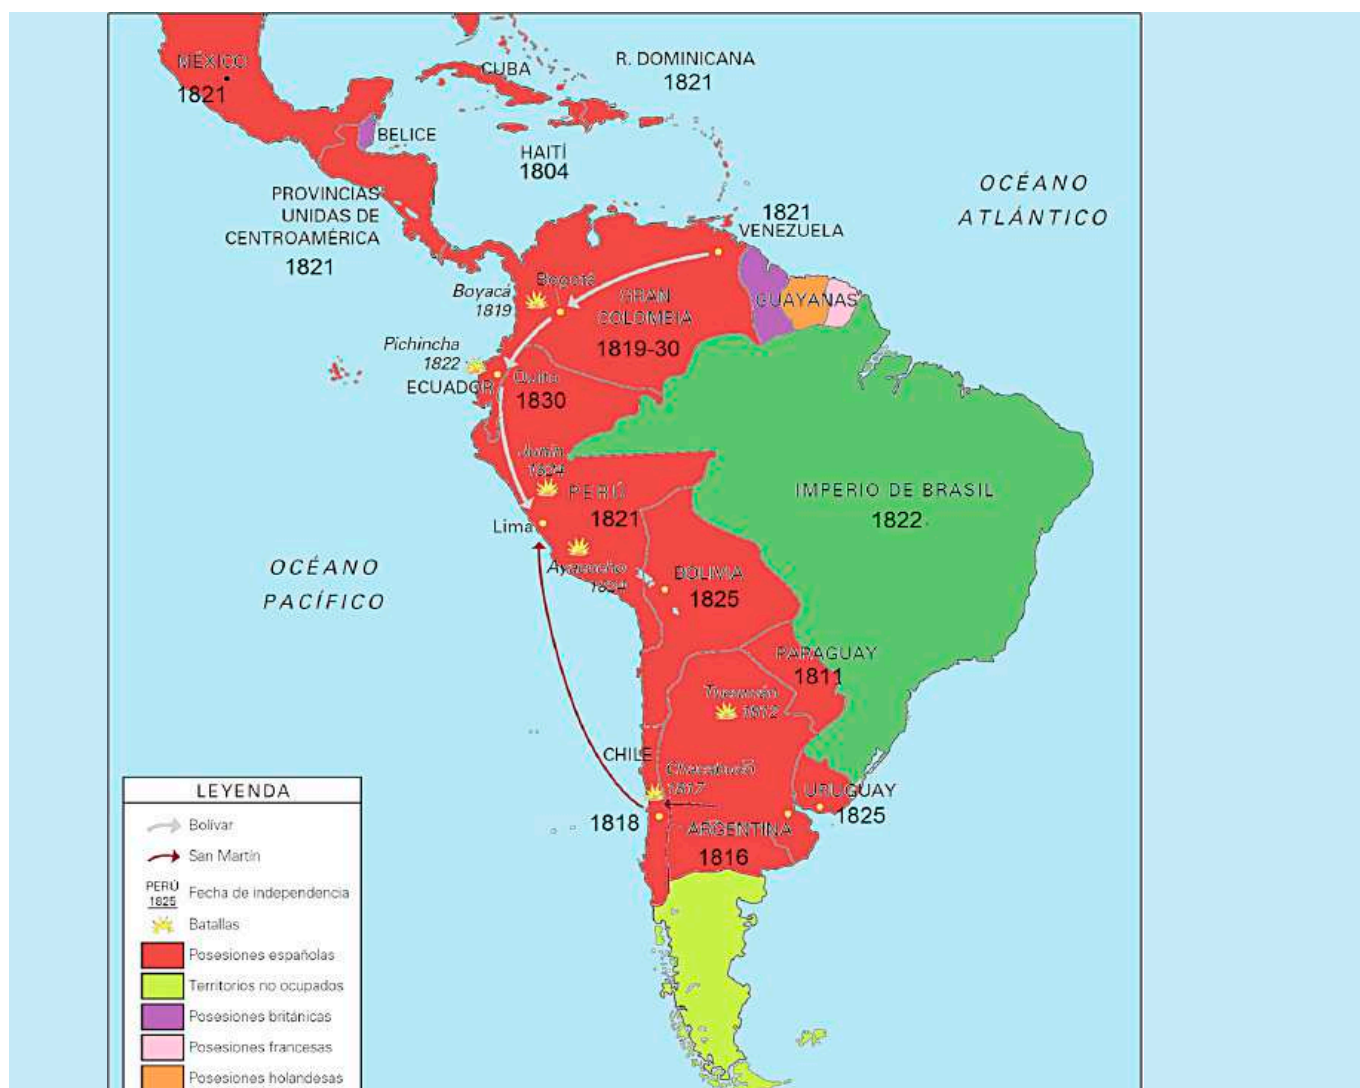 MÉXICO
1821
CUBA
R. DOMINICANA
1821
BELICE
HAITÍ
1804
OCÉANO
ATLÁNTICO
PROVINCIAS
UNIDAS DE
CENTROAMÉRICA
1821
1821
VENEZUELA
Bogotá
Boyacá
1819
GRAN
COLOMBIA
1819-30
GUAYANAS
Pichincha
1822
ECUADOR
Quito
1830
Junín
1824
PERÚ
1821
Lima
IMPERIO DE BRASIL
1822
Ayacucho
1824
OCÉANO
PACÍFICO
BOLIVIA
1825
PARAGUAY
1811
Tucumán
1812
CHILE
Chacabuco
1817
1818
URUGUAY
1825
ARGENTINA
1816
LEYENDA
Bolívar
San Martín
PERÚ
1825
Fecha de independencia
Batallas
Posesiones españolas
Territorios no ocupados
Posesiones británicas
Posesiones francesas
Posesiones holandesas